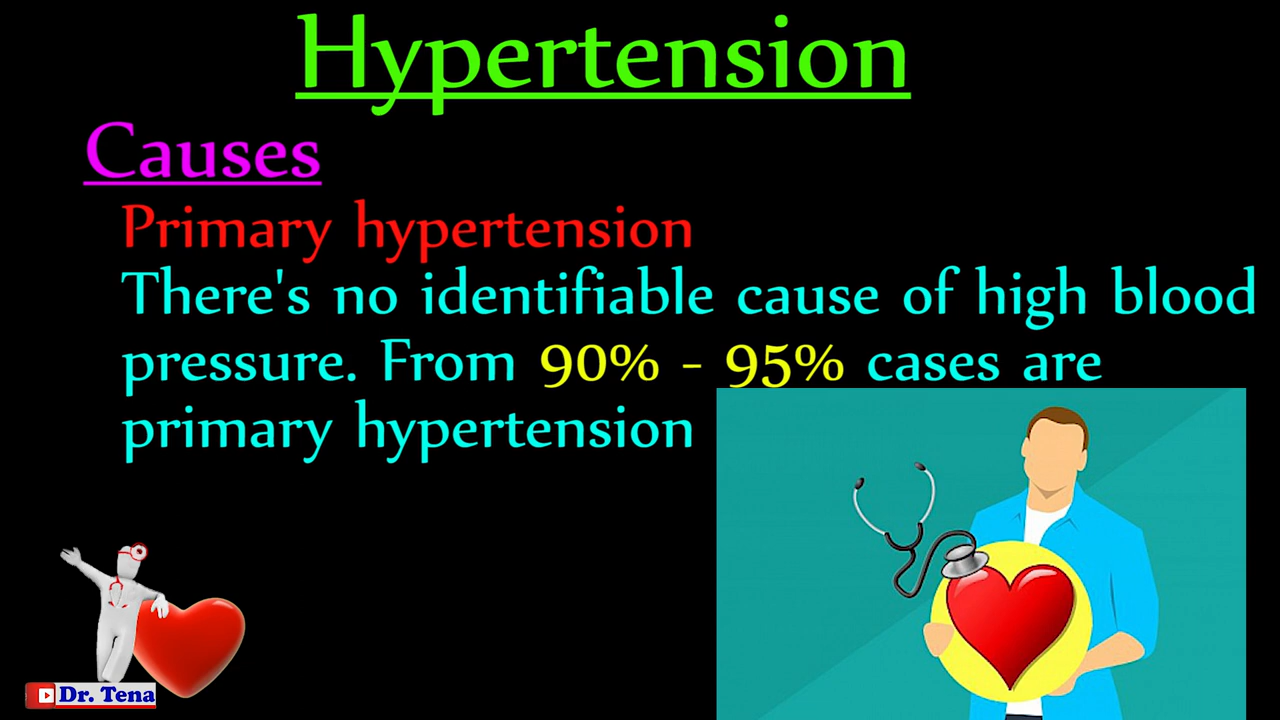 Hypertension
Causes
Primary hypertension
There's no identifiable cause of high blood
pressure. From 90% - 95% cases are
primary hypertension
Dr. Tena